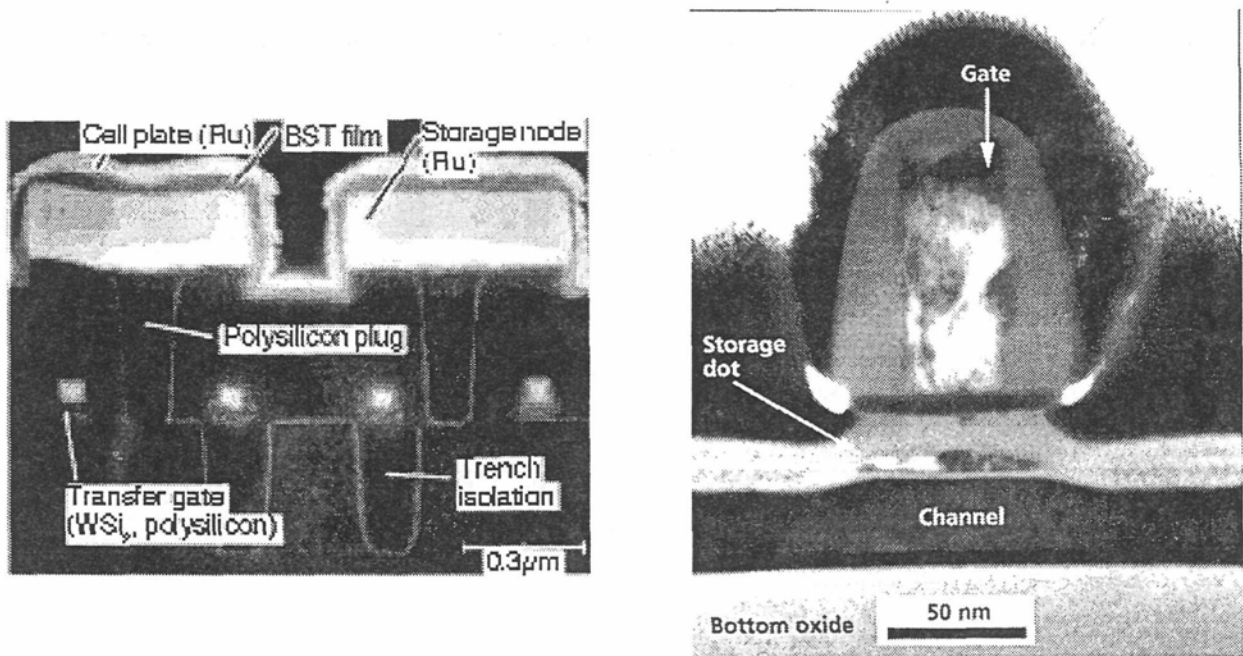 Cell plate (Ru)
BST film
Storage node
(Ru)
Polysilicon plug
Transfer gate
(WSiₓ, polysilicon)
Trench
isolation
0.3μm
Gate
Storage
dot
Channel
Bottom oxide
50 nm